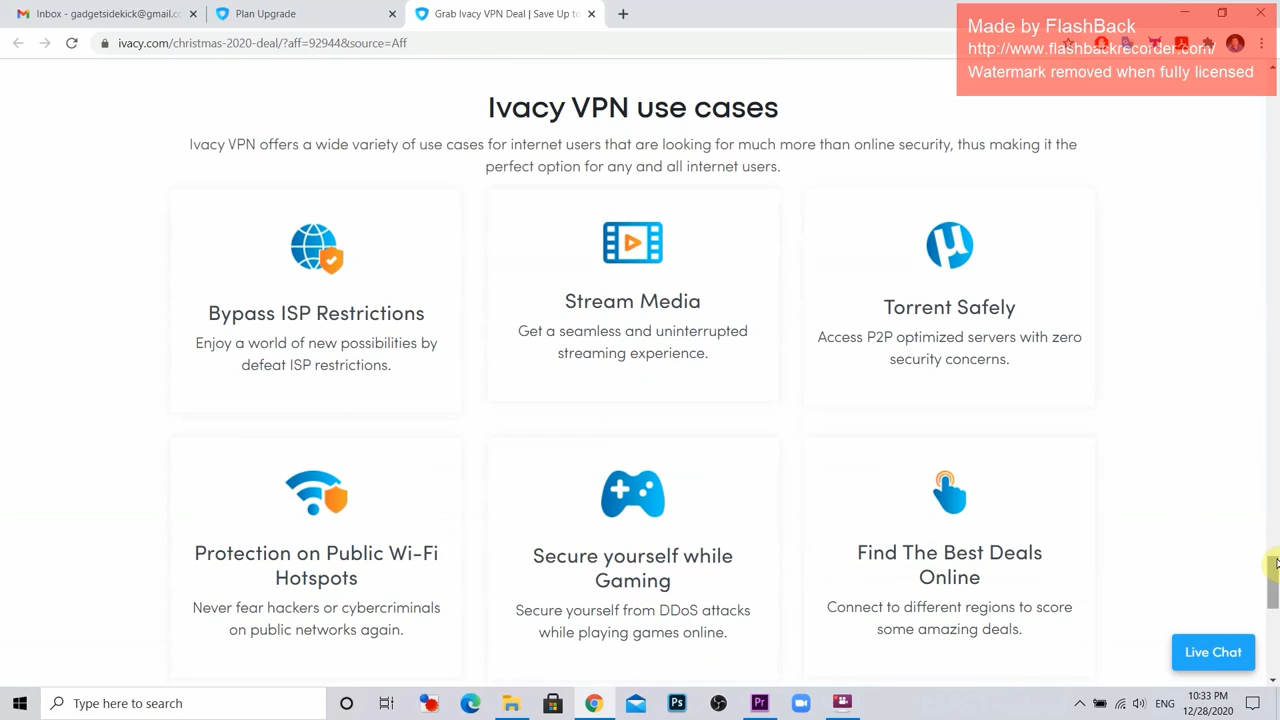 Inbox - gadgetsidekick@gmail.c
Plan Upgrade
Grab Ivacy VPN Deal | Save Up to
ivacy.com/christmas-2020-deal/?aff=92944&source=Aff
Made by FlashBack
http://www.flashbackrecorder.com/
Watermark removed when fully licensed
Ivacy VPN use cases
Ivacy VPN offers a wide variety of use cases for internet users that are looking for much more than online security, thus making it the
perfect option for any and all internet users.
Bypass ISP Restrictions
Enjoy a world of new possibilities by
defeat ISP restrictions.
Stream Media
Get a seamless and uninterrupted
streaming experience.
Torrent Safely
Access P2P optimized servers with zero
security concerns.
Protection on Public Wi-Fi
Hotspots
Never fear hackers or cybercriminals
on public networks again.
Secure yourself while
Gaming
Secure yourself from DDoS attacks
while playing games online.
Find The Best Deals
Online
Connect to different regions to score
some amazing deals.
Live Chat
Type here to search
Ps
Pr
ENG
10:33 PM
12/28/2020